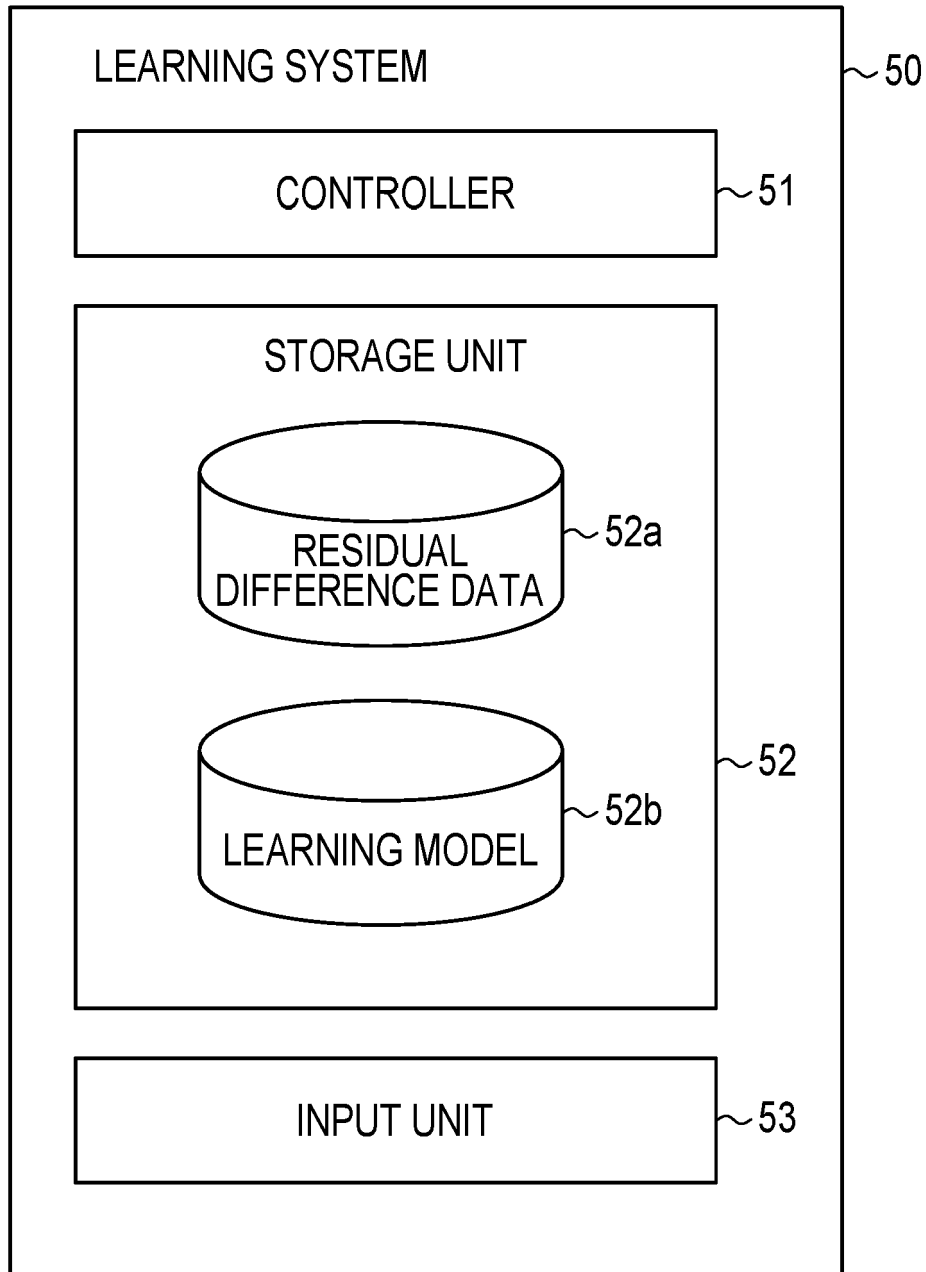 LEARNING SYSTEM
50
CONTROLLER
51
STORAGE UNIT
RESIDUAL
DIFFERENCE DATA
52a
LEARNING MODEL
52b
52
INPUT UNIT
53